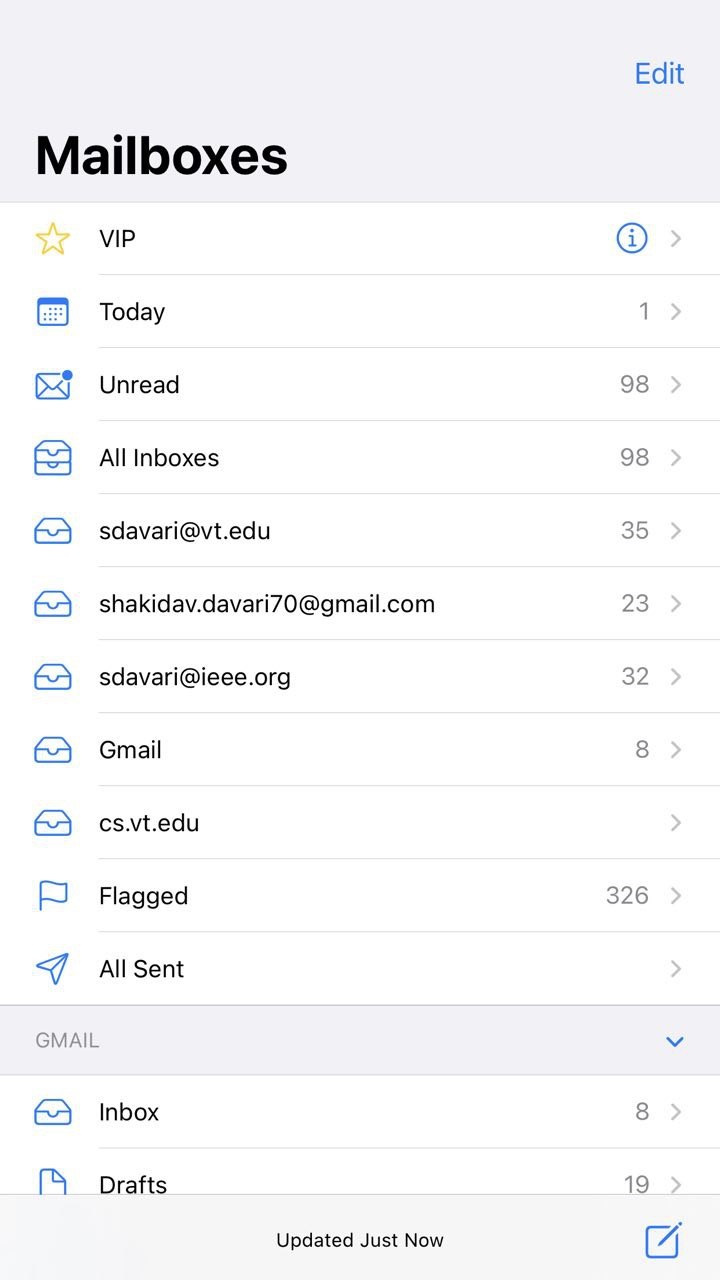 Edit
Mailboxes
VIP
Today 1
Unread 98
All Inboxes 98
sdavari@vt.edu 35
shakidav.davari70@gmail.com 23
sdavari@ieee.org 32
Gmail 8
cs.vt.edu
Flagged 326
All Sent
GMAIL
Inbox 8
Drafts 19
Updated Just Now